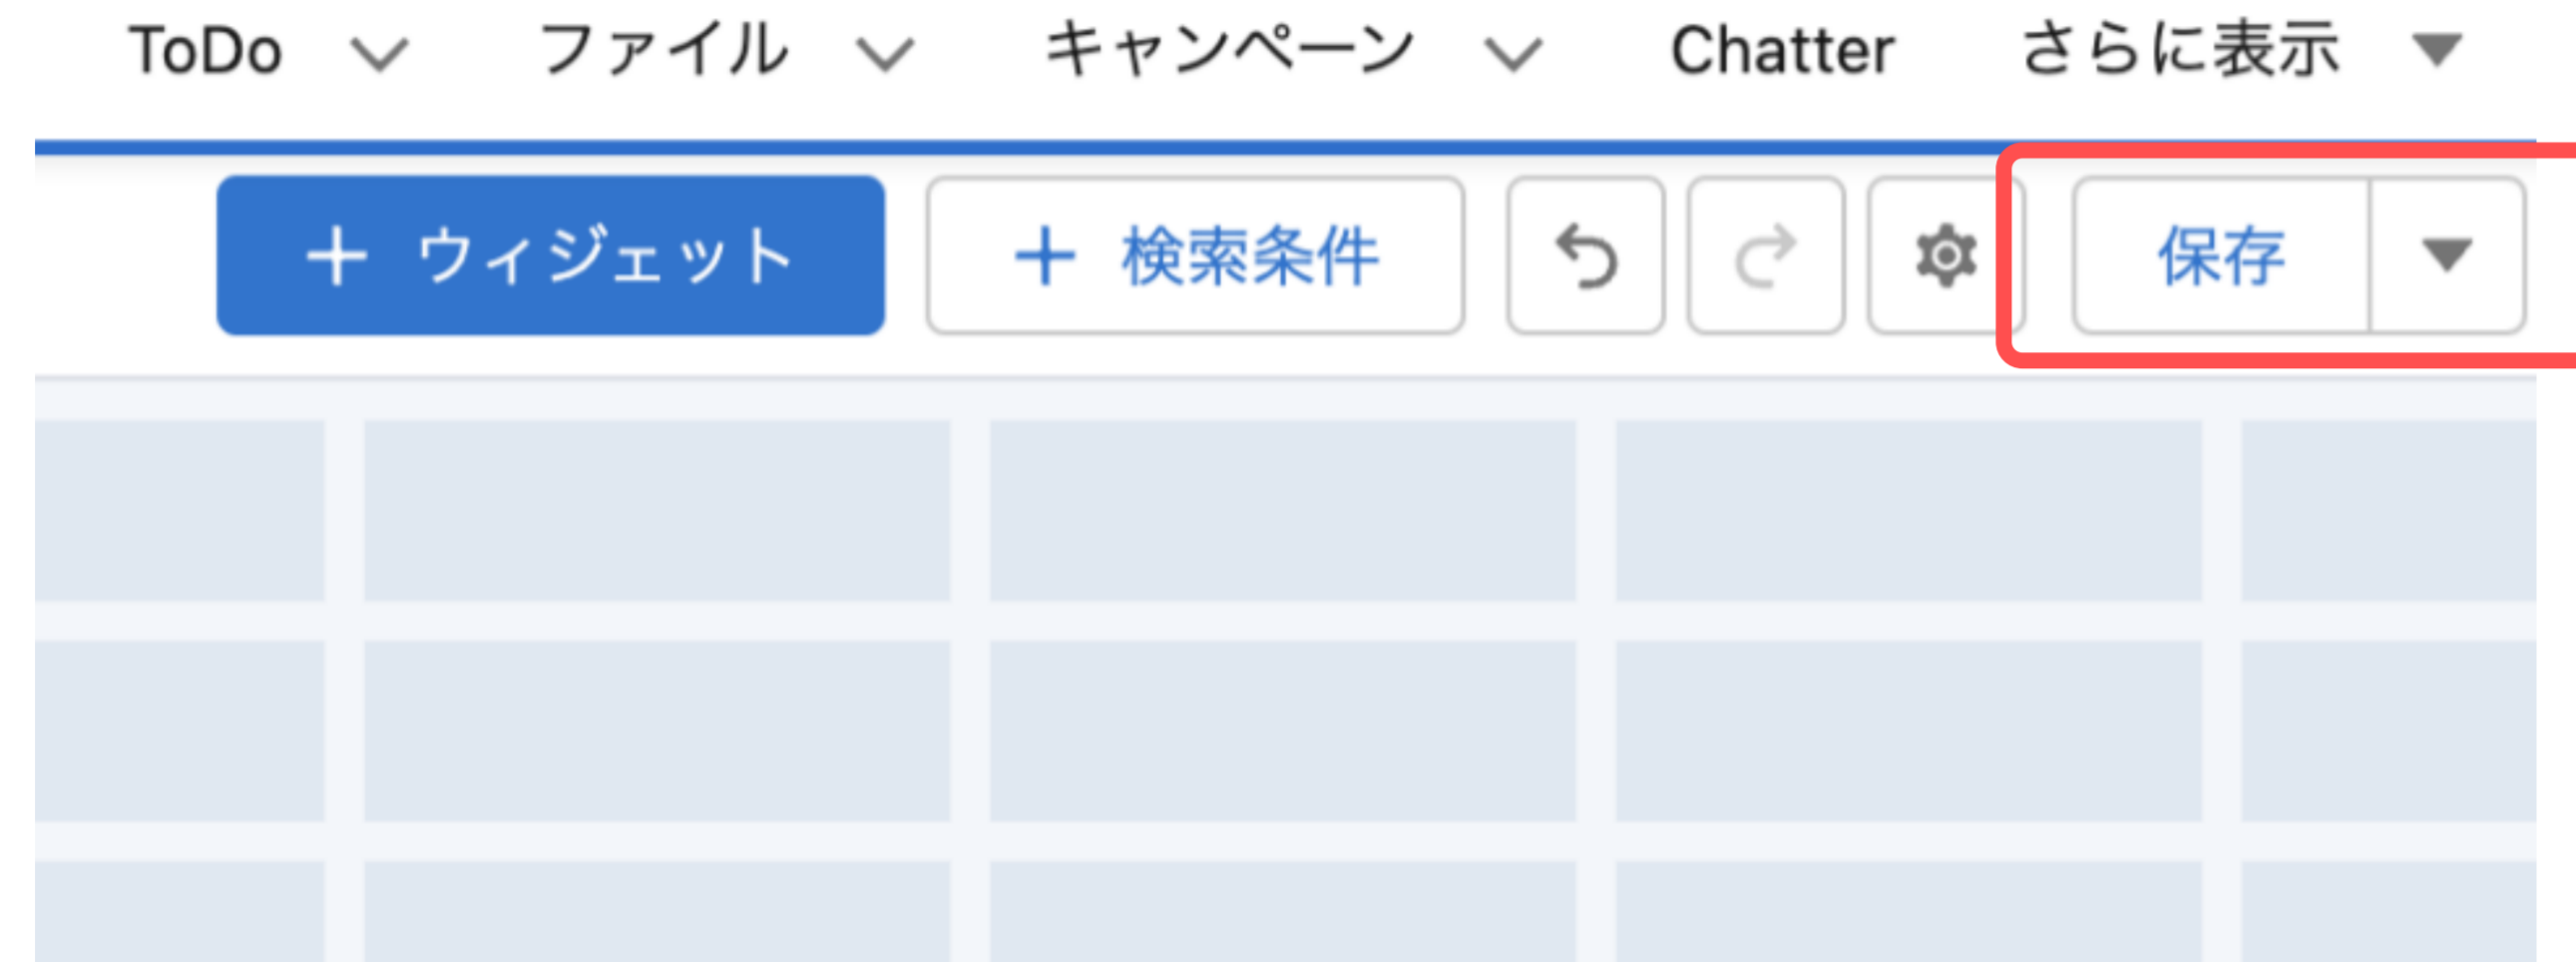 ToDo ファイル キャンペーン Chatter さらに表示
+ ウィジェット + 検索条件 保存